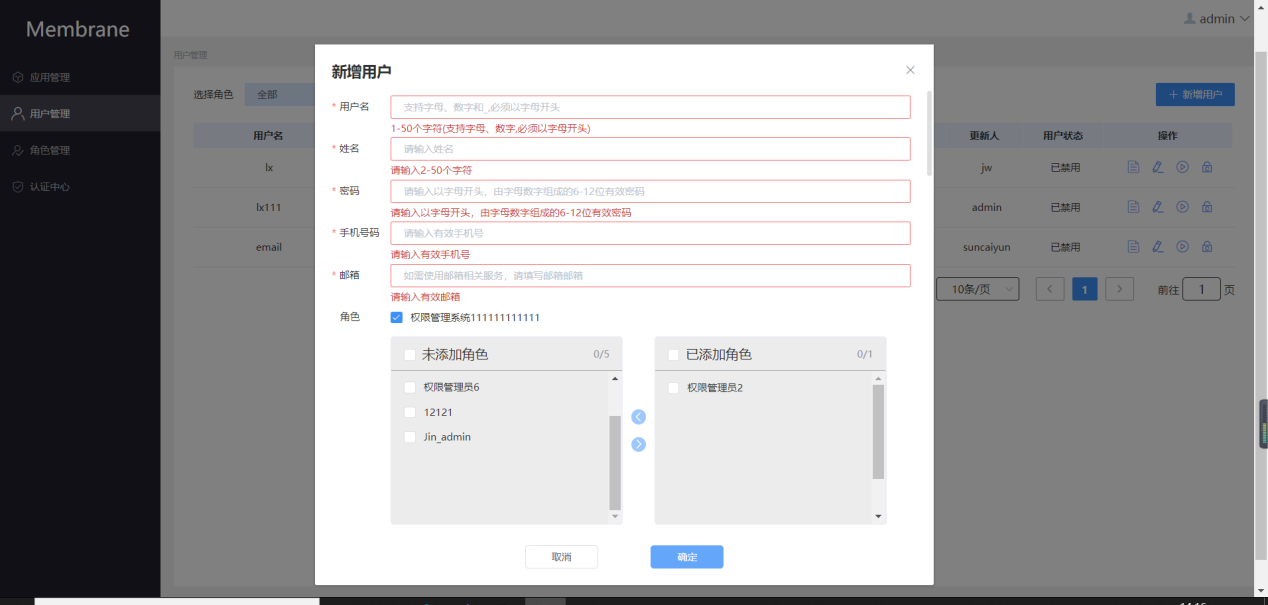 Membrane
admin
应用管理
用户管理
角色管理
认证中心
用户管理
选择角色 全部
+ 新增用户
用户名 更新人 用户状态 操作
lx jw 已禁用
lx111 admin 已禁用
email suncaiyun 已禁用
10条/页 < 1 > 前往 1 页
新增用户
* 用户名 支持字母、数字和_,必须以字母开头
1-50个字符(支持字母、数字,必须以字母开头)
* 姓名 请输入姓名
请输入2-50个字符
* 密码 请输入以字母开头，由字母数字组成的6-12位有效密码
请输入以字母开头，由字母数字组成的6-12位有效密码
* 手机号码 请输入有效手机号
请输入有效手机号
* 邮箱 如需使用邮箱相关服务，请填写邮箱邮箱
请输入有效邮箱
角色 权限管理系统111111111111
未添加角色 0/5
权限管理员6
12121
Jin_admin
已添加角色 0/1
权限管理员2
取消 确定